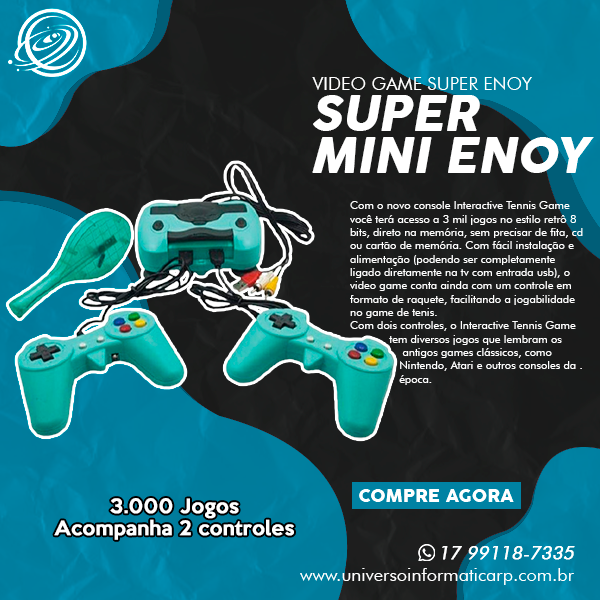 VIDEO GAME SUPER ENOY
SUPER
MINI ENOY
Com o novo console Interactive Tennis Game
você terá acesso a 3 mil jogos no estilo retrô 8
bits, direto na memória, sem precisar de fita, cd
ou cartão de memória. Com fácil instalação e
alimentação (podendo ser completamente
ligado diretamente na tv com entrada usb), o
video game conta ainda com um controle em
formato de raquete, facilitando a jogabilidade
no game de tenis.
Com dois controles, o Interactive Tennis Game
tem diversos jogos que lembram os
antigos games clássicos, como
Nintendo, Atari e outros consoles da .
época.
3.000 Jogos
Acompanha 2 controles
COMPRE AGORA
17 99118-7335
www.universoinformaticarp.com.br